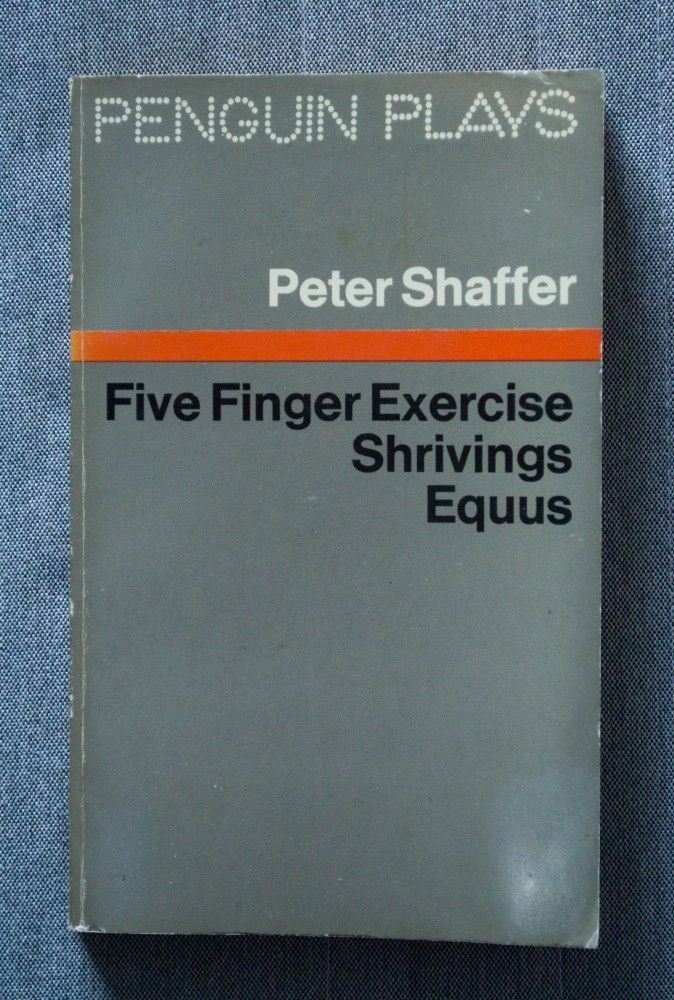 PENGUIN PLAYS
Peter Shaffer
Five Finger Exercise
Shrivings
Equus